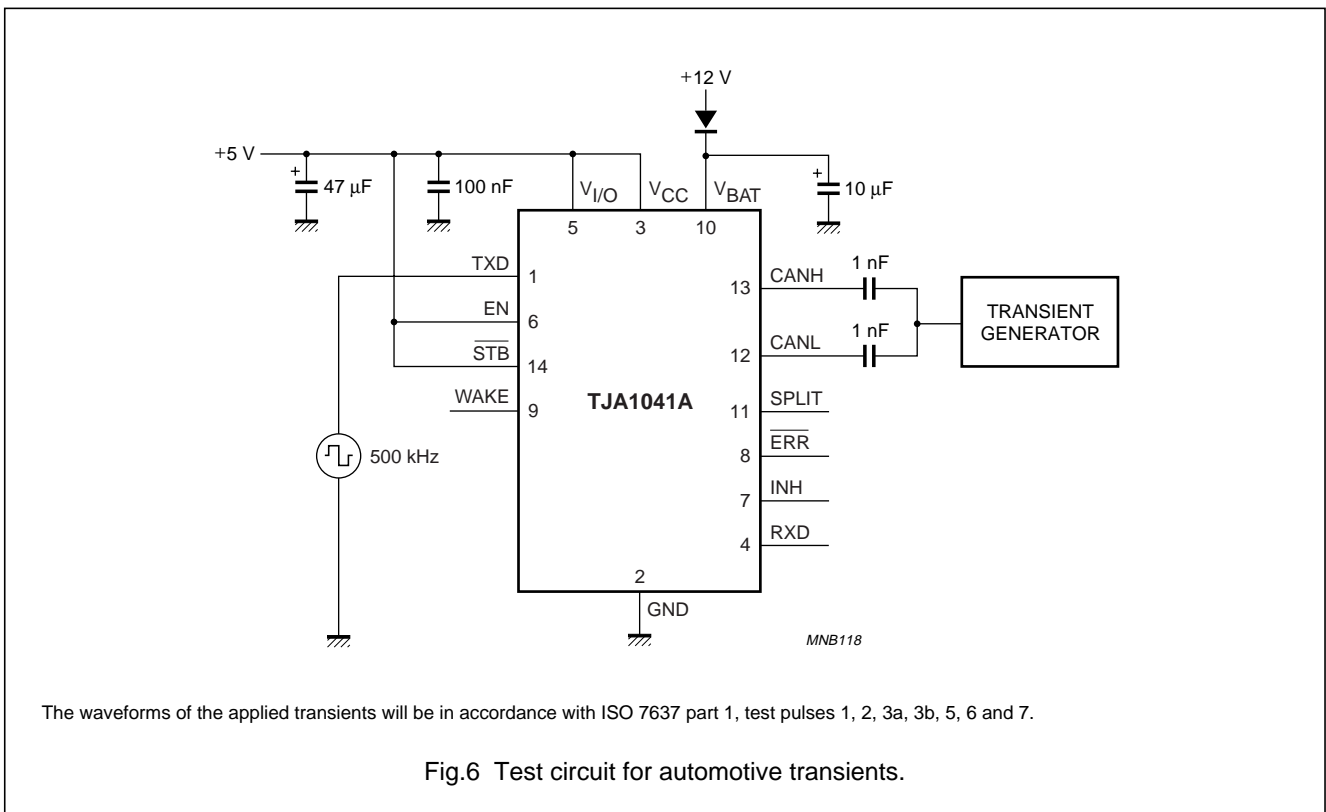 +12 V
+5 V
+
47 μF
100 nF
VI/O
VCC
VBAT
+
10 μF
5
3
10
TXD
1
EN
6
STB
14
WAKE
9
TJA1041A
13
CANH
1 nF
12
CANL
1 nF
TRANSIENT
GENERATOR
11
SPLIT
8
ERR
7
INH
4
RXD
500 kHz
2
GND
MNB118
The waveforms of the applied transients will be in accordance with ISO 7637 part 1, test pulses 1, 2, 3a, 3b, 5, 6 and 7.
Fig.6 Test circuit for automotive transients.